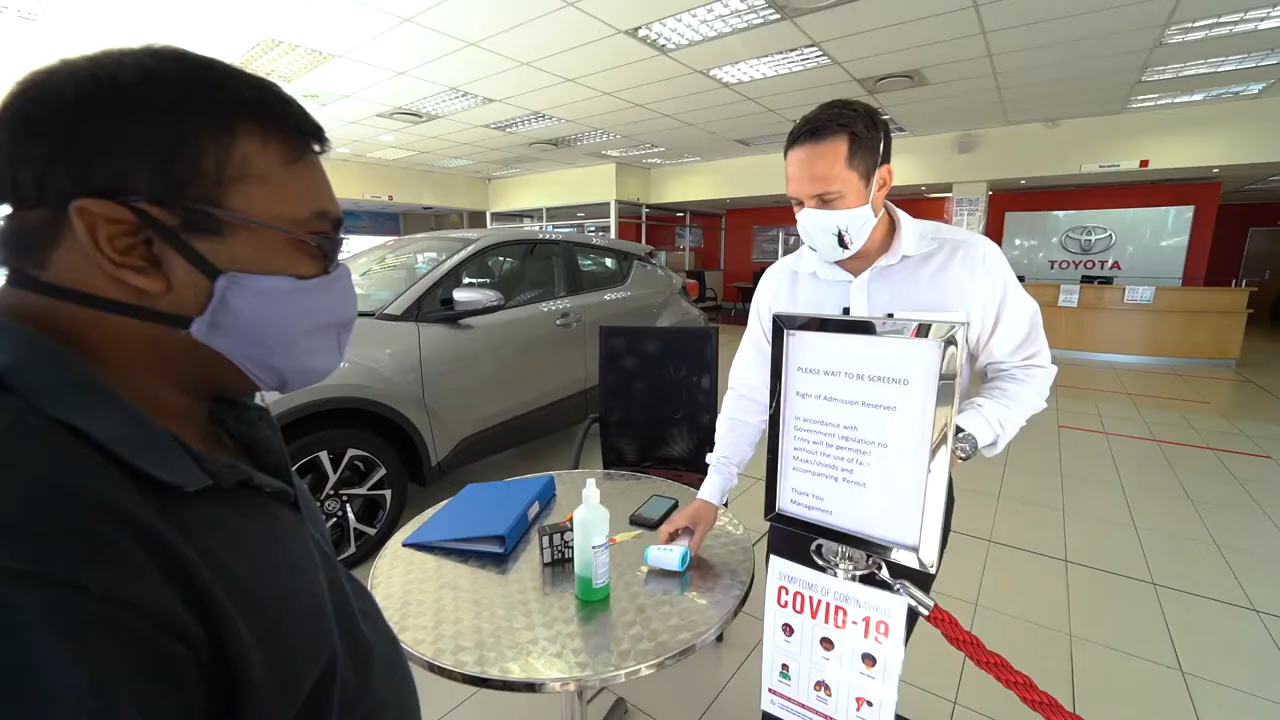 Reception
TOYOTA
PLEASE WAIT TO BE SCREENED
Right of Admission Reserved
In accordance with
Government Legislation no
Entry will be permitted
without the use of face
Masks/shields and
accompanying Permit.
Thank You
Management
SYMPTOMS OF CORONAVIRUS
COVID-19